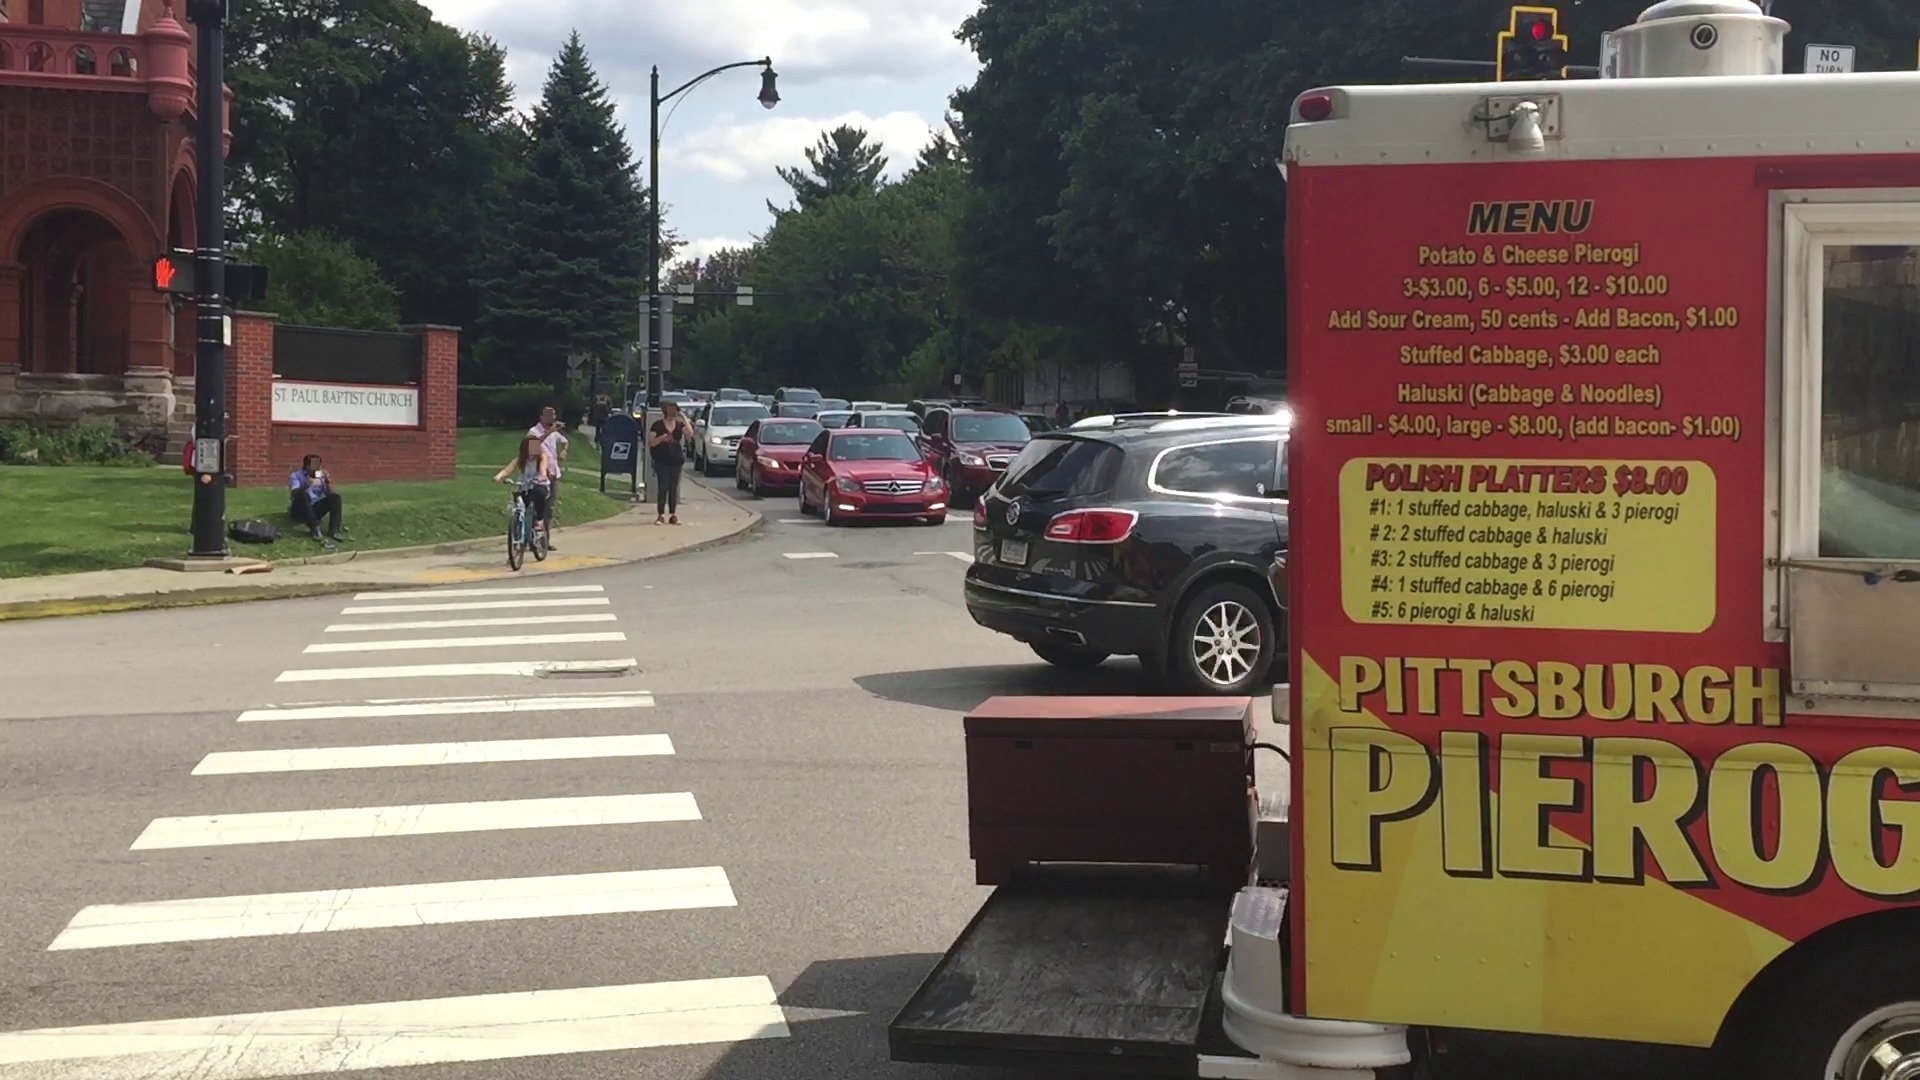 NO
TURN
MENU
Potato & Cheese Pierogi
3-$3.00, 6 - $5.00, 12 - $10.00
Add Sour Cream, 50 cents - Add Bacon, $1.00
Stuffed Cabbage, $3.00 each
Haluski (Cabbage & Noodles)
small - $4.00, large - $8.00, (add bacon- $1.00)
POLISH PLATTERS $8.00
#1: 1 stuffed cabbage, haluski & 3 pierogi
# 2: 2 stuffed cabbage & haluski
#3: 2 stuffed cabbage & 3 pierogi
#4: 1 stuffed cabbage & 6 pierogi
#5: 6 pierogi & haluski
PITTSBURGH
PIEROG
ST. PAUL BAPTIST CHURCH